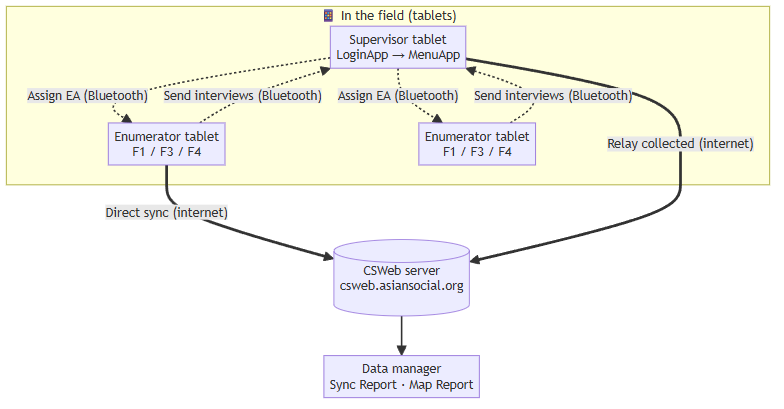 In the field (tablets)
Supervisor tablet
LoginApp → MenuApp
Assign EA (Bluetooth)
Send interviews (Bluetooth)
Assign EA (Bluetooth)
Send interviews (Bluetooth)
Enumerator tablet
F1 / F3 / F4
Enumerator tablet
F1 / F3 / F4
Relay collected (internet)
Direct sync (internet)
CSWeb server
csweb.asiansocial.org
Data manager
Sync Report · Map Report